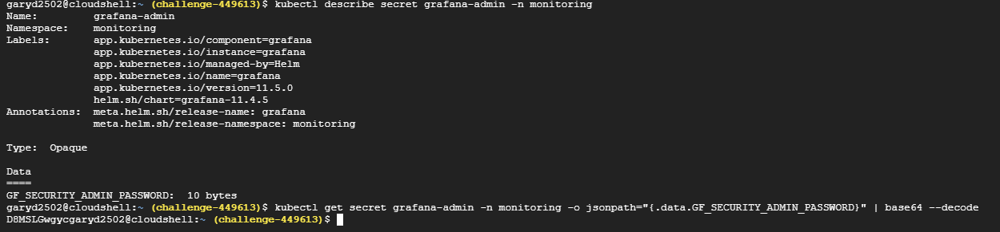 garyd2502@cloudshell:~ (challenge-449613)$ kubectl describe secret grafana-admin -n monitoring
Name:         grafana-admin
Namespace:    monitoring
Labels:       app.kubernetes.io/component=grafana
              app.kubernetes.io/instance=grafana
              app.kubernetes.io/managed-by=Helm
              app.kubernetes.io/name=grafana
              app.kubernetes.io/version=11.5.0
              helm.sh/chart=grafana-11.4.5
Annotations:  meta.helm.sh/release-name: grafana
              meta.helm.sh/release-namespace: monitoring
Type:  Opaque
Data
====
GF_SECURITY_ADMIN_PASSWORD:  10 bytes
garyd2502@cloudshell:~ (challenge-449613)$ kubectl get secret grafana-admin -n monitoring -o jsonpath="{.data.GF_SECURITY_ADMIN_PASSWORD}" | base64 --decode
D8MSLGwgycgaryd2502@cloudshell:~ (challenge-449613)$